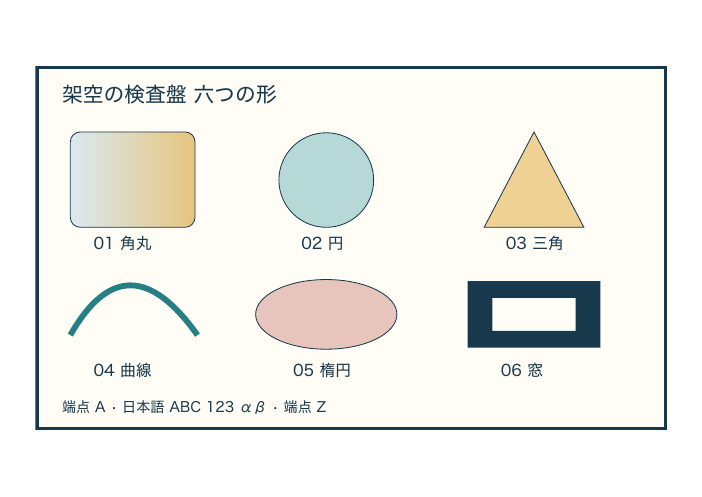 架空の検査盤 六つの形
01 角丸
02 円
03 三角
04 曲線
05 楕円
06 窓
端点 A · 日本語 ABC 123 αβ · 端点 Z